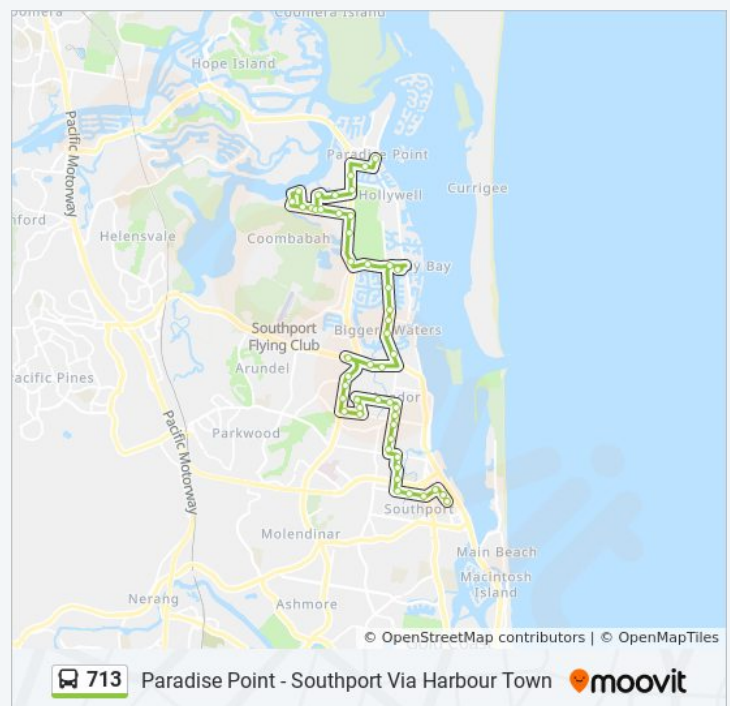 Coomera Island
Hope Island
Pacific Motorway
Paradise Point
Hollywell
Currigee
Helensvale
Coombabah
Bay
Southport
Flying Club
Biggera Waters
Arundel
Pacific Pines
Parkwood
Pacific Motorway
Southport
Molendinar
Main Beach
Macintosh
Island
Nerang
Ashmore
© OpenStreetMap contributors | © OpenMapTiles
713 Paradise Point - Southport Via Harbour Town moovit